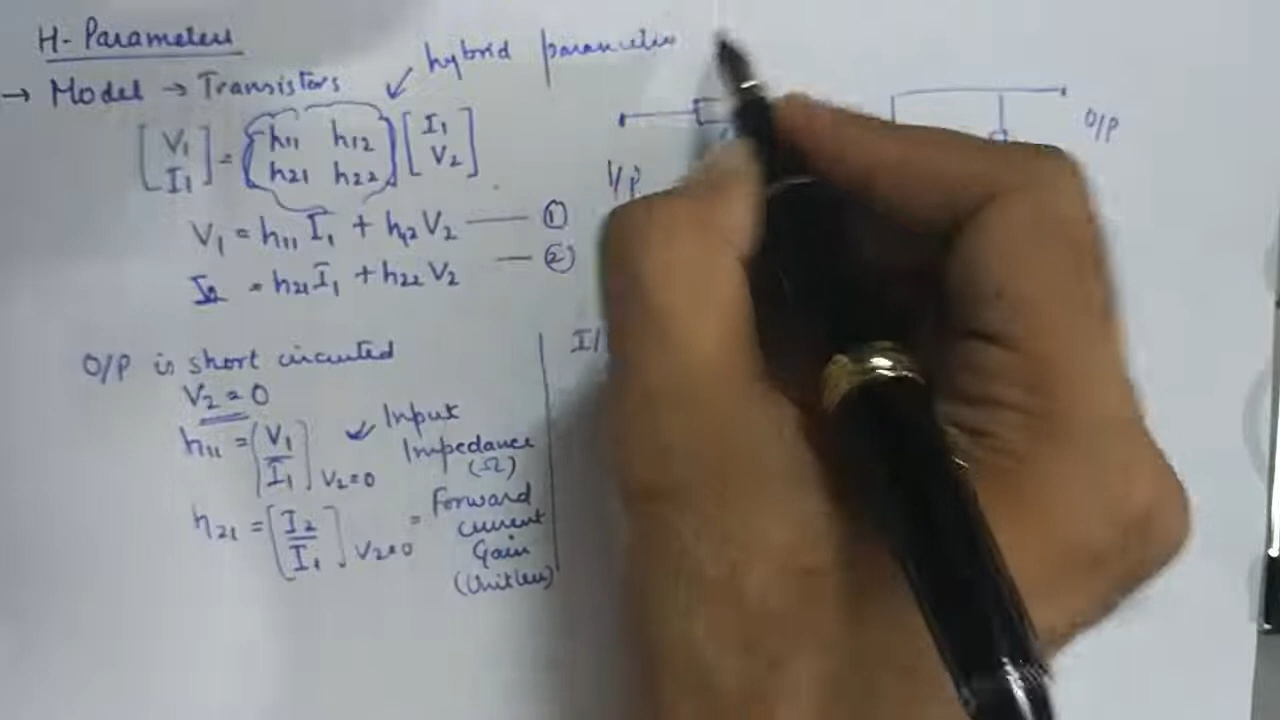 H-Parameters
→ Model → Transistors
hybrid parameters
[V1 I1] = [h11 h12 h21 h22] [I1 V2]
V1 = h11 I1 + h12 V2 —— ①
I2 = h21 I1 + h22 V2 — ②
I/P
O/P
O/P is short circuited
V2 = 0
h11 = [V1/I1] V2=0
Input
Impedance
(Ω)
h21 = [I2/I1] V2=0 = Forward
current
Gain
(Unitless)
I/